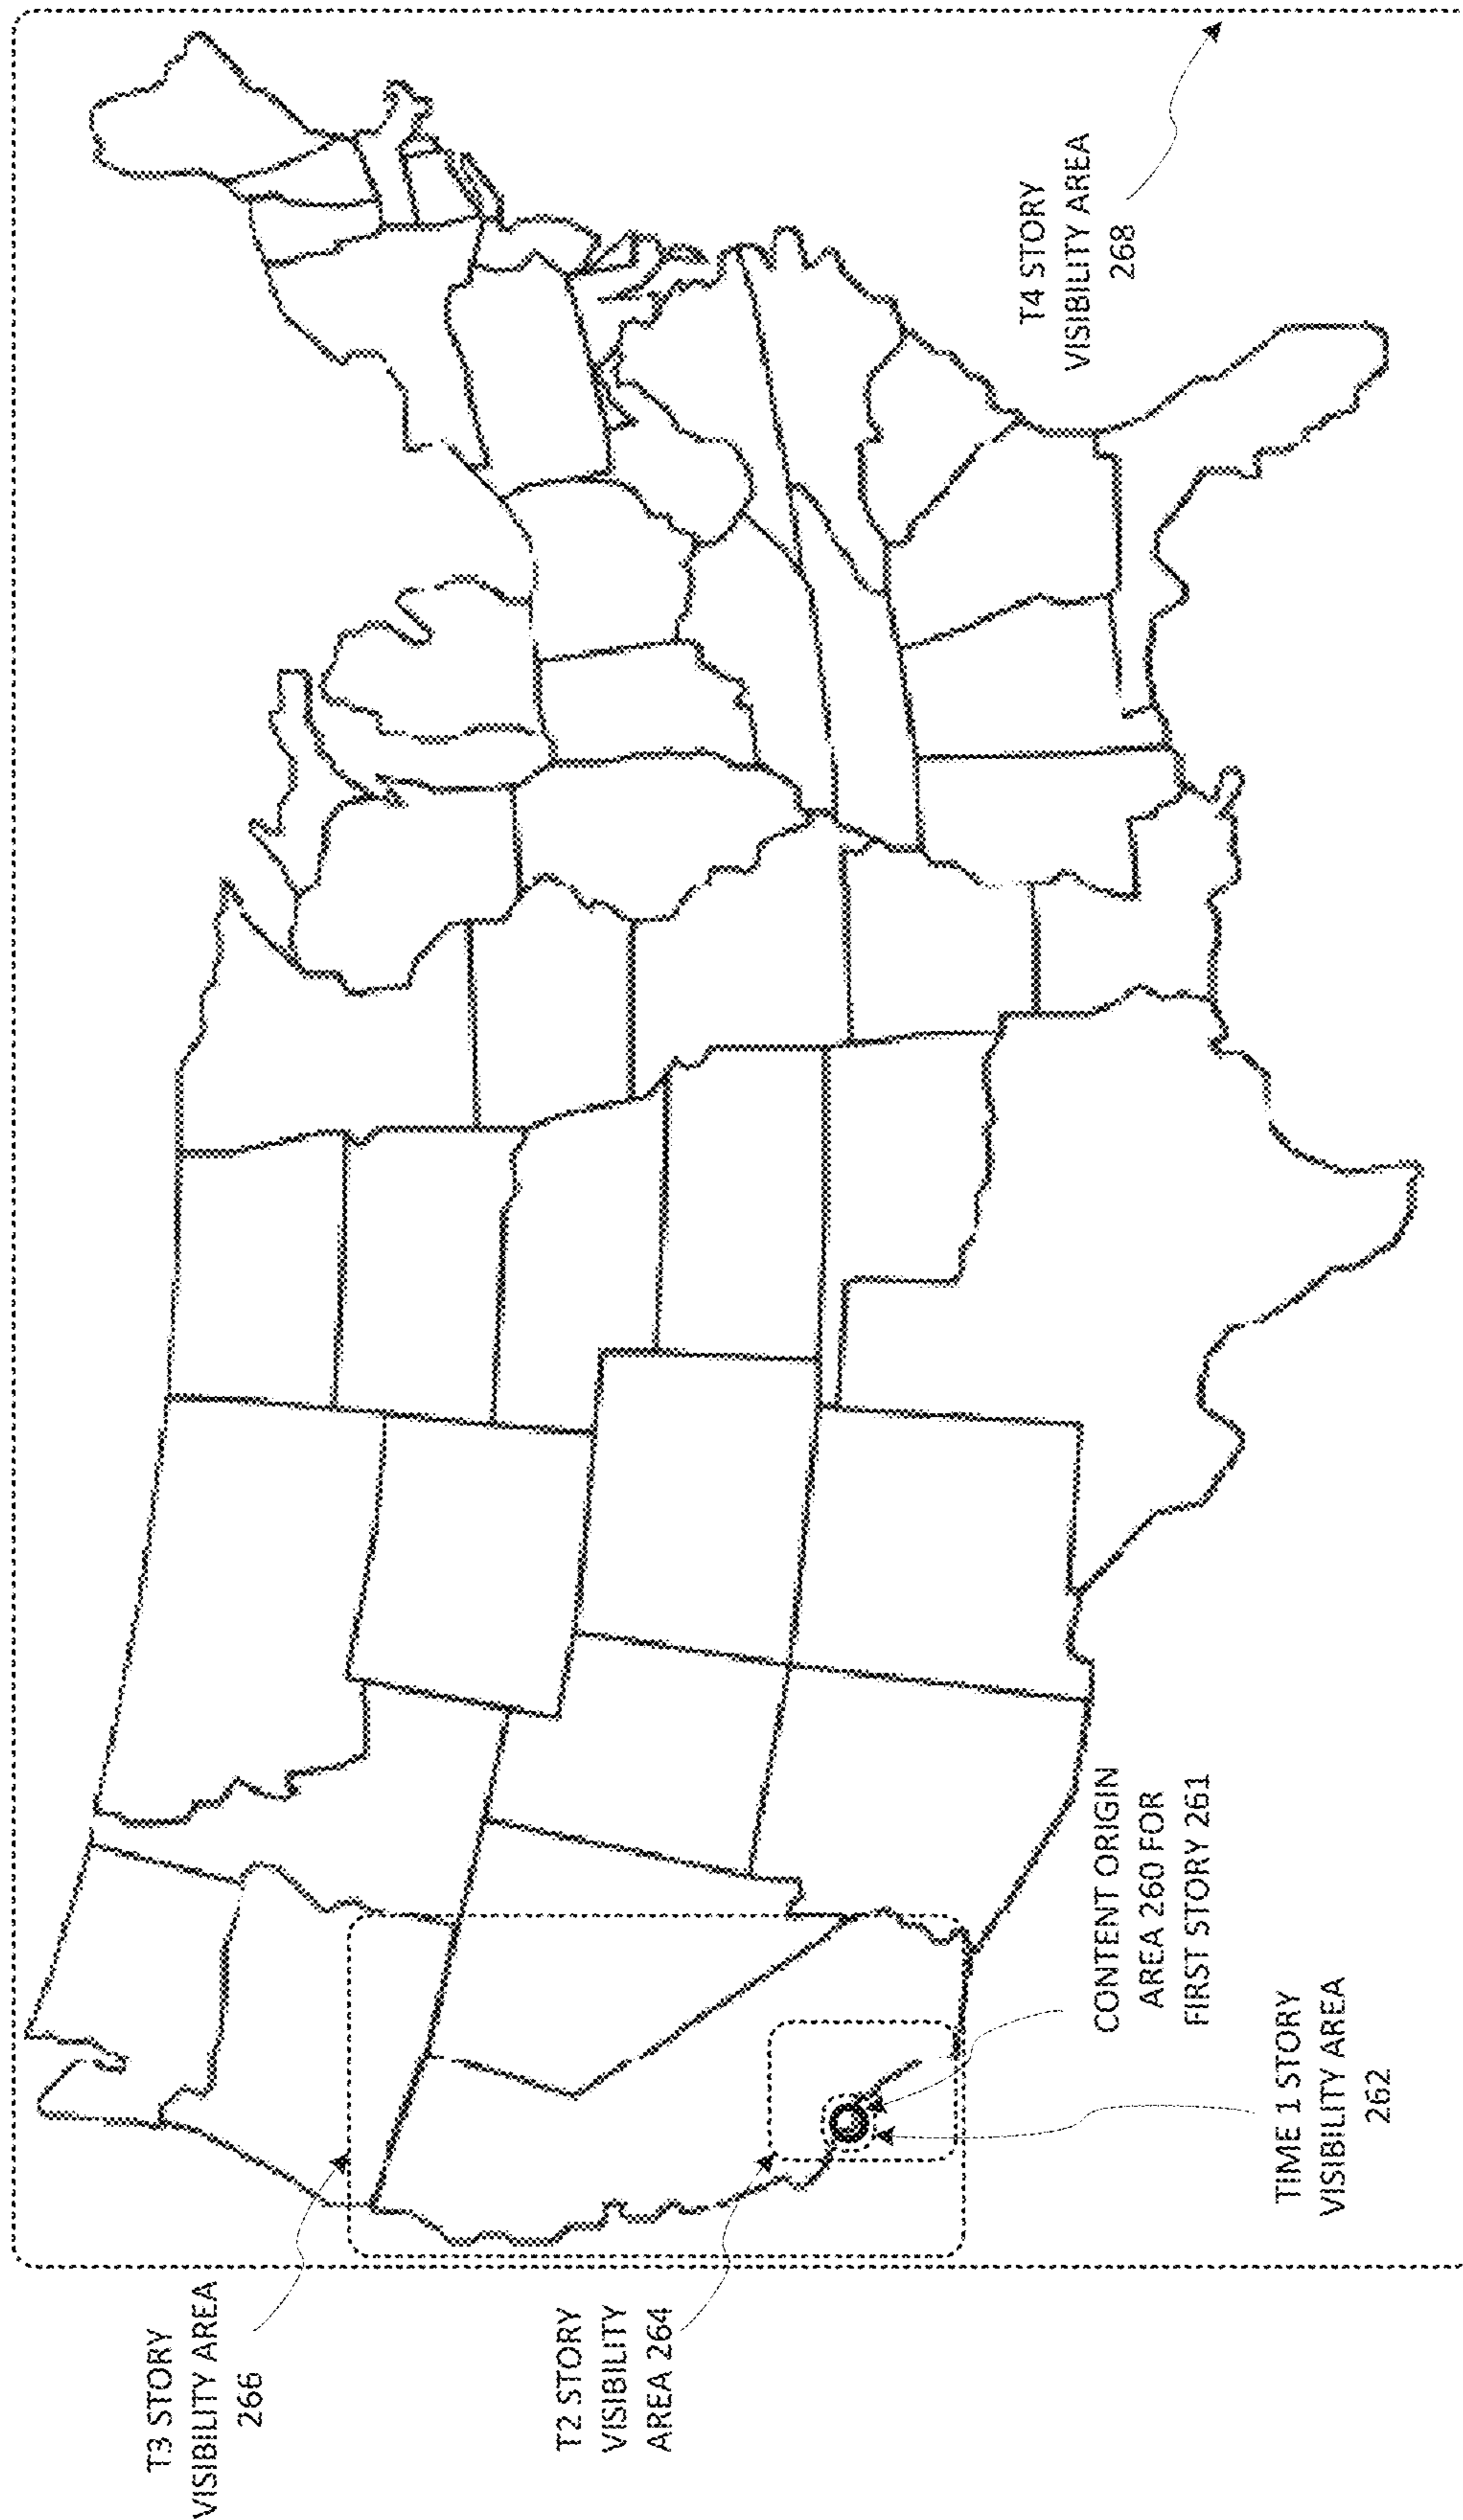 T3 STORY
VISIBILITY AREA
266
T2 STORY
VISIBILITY
AREA 264
TIME 1 STORY
VISIBILITY AREA
262
CONTENT ORIGIN
AREA 260 FOR
FIRST STORY 261
T4 STORY
VISIBILITY AREA
268